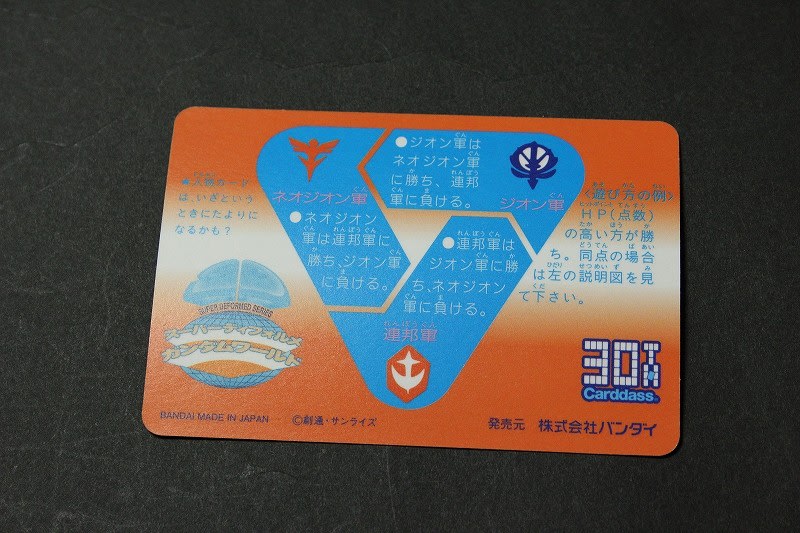 ★人物カード
は、いざという
ときにたよりに
なるかも？
ネオジオン軍
●ネオジオン
軍は連邦軍に
勝ち、ジオン軍
に負ける。
●ジオン軍は
ネオジオン軍
に勝ち、連邦
軍に負ける。
ジオン軍
●連邦軍は
ジオン軍に勝
ち、ネオジオン
軍に負ける。
連邦軍
〈遊び方の例〉
HP(点数)
の高い方が勝
ち。同点の場合
は左の説明図を見
て下さい。
SUPER DEFORMED SERIES
スーパーディフォルメ
ガンダムワールド
30TH
Carddass
BANDAI MADE IN JAPAN
©創通・サンライズ
発売元 株式会社バンダイ